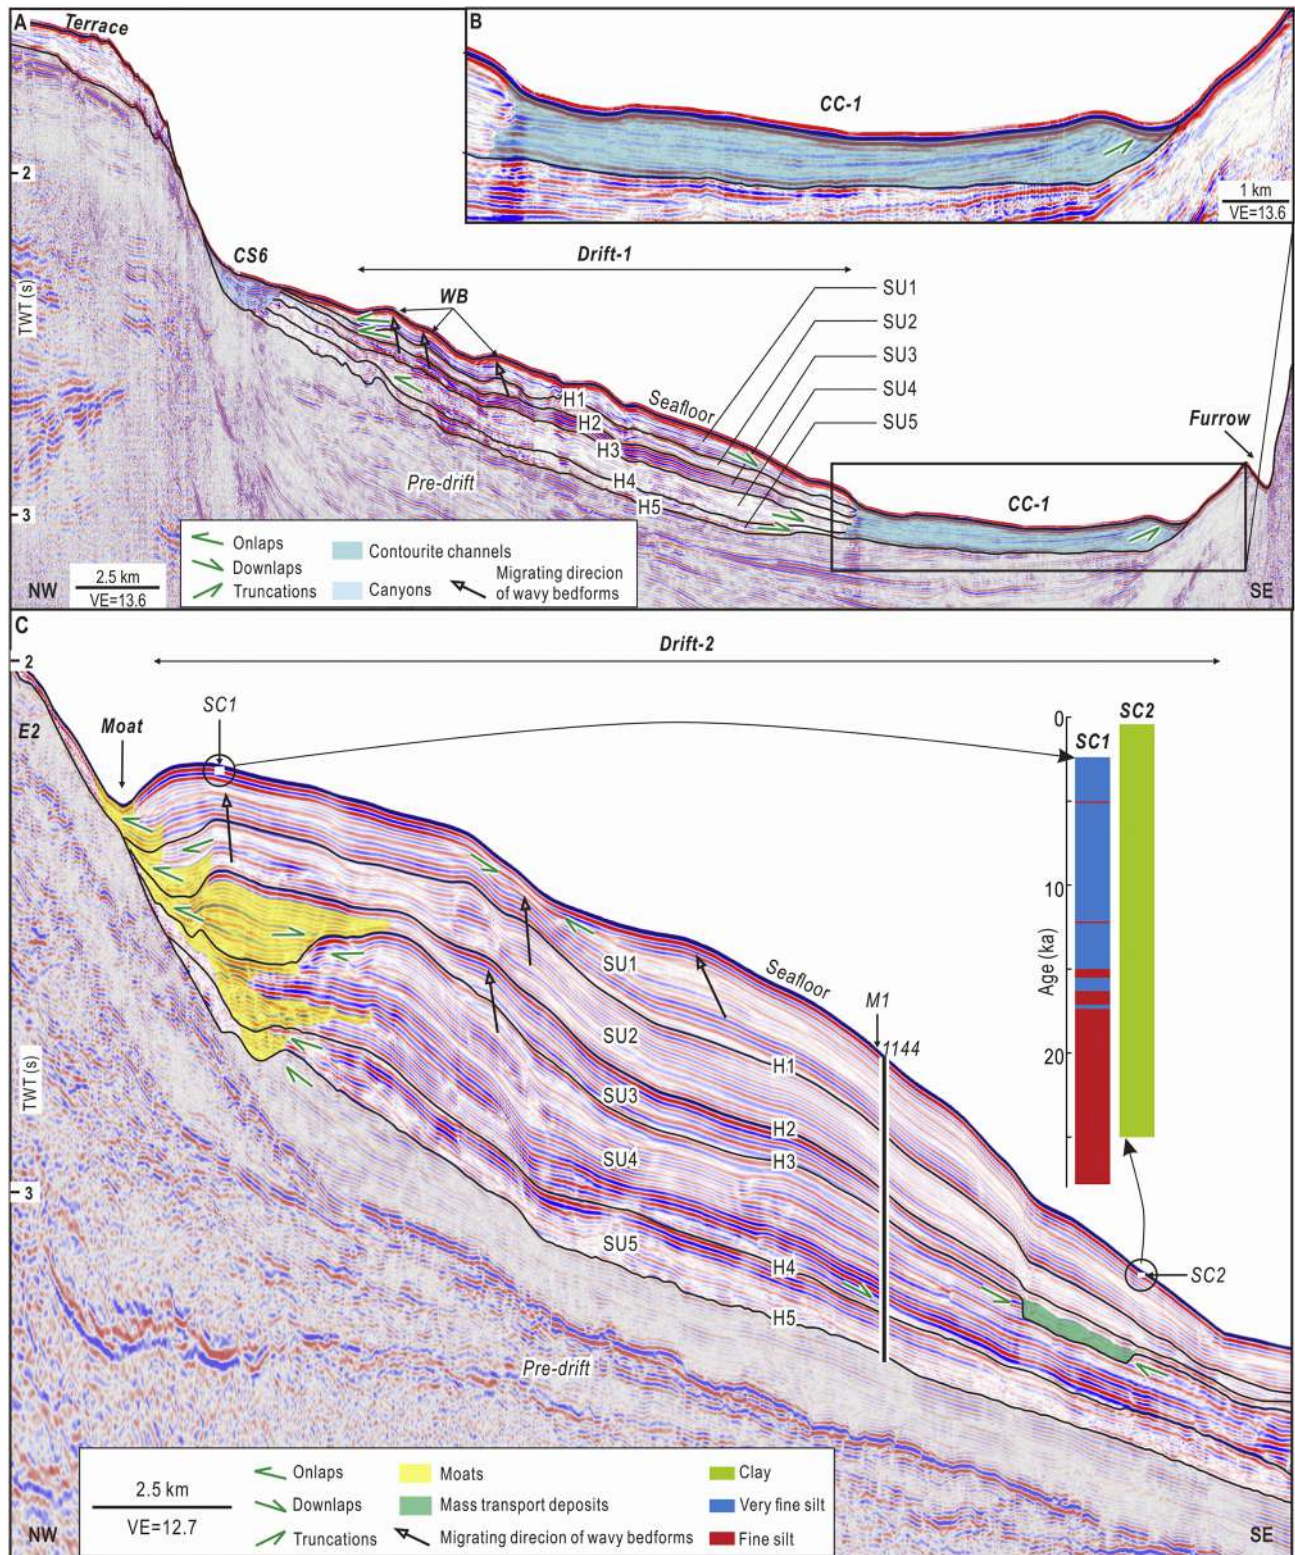 A
Terrace
B
CC-1
1 km
VE=13.6
2
TWT (s)
CS6
Drift-1
WB
SU1
SU2
SU3
SU4
SU5
H1
H2
H3
H4
H5
Seafloor
Pre-drift
Furrow
CC-1
3
Onlaps
Downlaps
Truncations
Contourite channels
Canyons
Migrating direcion
of wavy bedforms
NW
2.5 km
VE=13.6
SE
C
Drift-2
2
E2
Moat
SC1
SC2
0
SC1
10
Age (ka)
20
Seafloor
M1
1144
SU1
SU2
SU3
SU4
SU5
H1
H2
H3
H4
H5
TWT (s)
3
SC2
Pre-drift
2.5 km
VE=12.7
NW
Onlaps
Downlaps
Truncations
Moats
Mass transport deposits
Migrating direcion of wavy bedforms
Clay
Very fine silt
Fine silt
SE